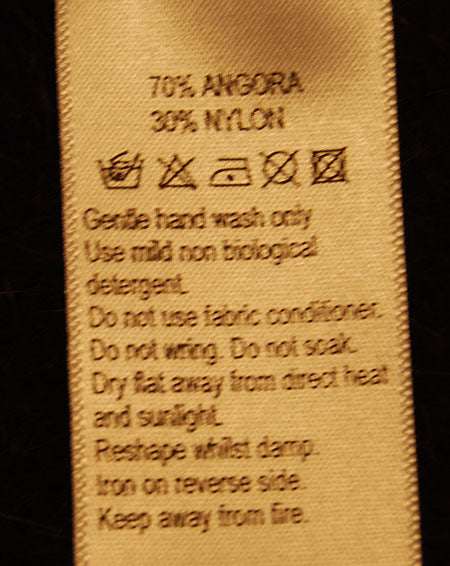 70% ANGORA
30% NYLON
Gentle hand wash only
Use mild non biological
detergent.
Do not use fabric conditioner.
Do not wring. Do not soak.
Dry flat away from direct heat
and sunlight.
Reshape whilst damp.
Iron on reverse side.
Keep away from fire.